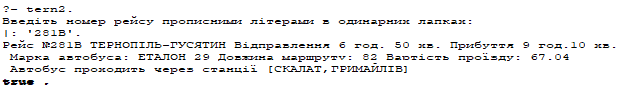 ?- tern2.
Введіть номер рейсу прописними літерами в одинарних лапках:
|: '281В'.
Рейс №281В ТЕРНОПІЛЬ-ГУСЯТИН Відправлення 6 год. 50 хв. Прибуття 9 год.10 хв.
Марка автобуса: ЕТАЛОН 29 Довжина маршруту: 82 Вартість проїзду: 67.04
Автобус проходить через станції [СКАЛАТ,ГРИМАЙЛІВ]
true .